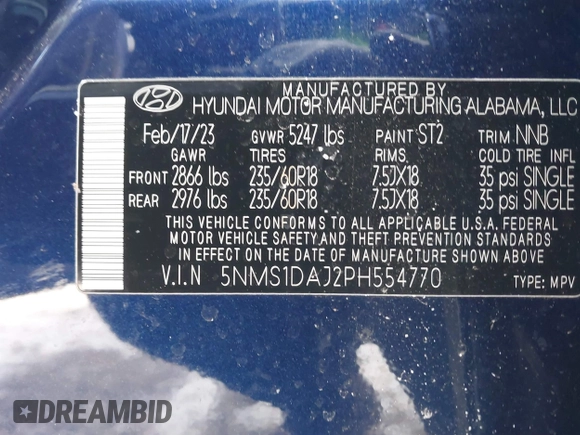 MANUFACTURED BY
HYUNDAI MOTOR MANUFACTURING ALABAMA, LLC
Feb/17/23 GVWR 5247 lbs PAINT ST2 TRIM NNB
GAWR TIRES RIMS. COLD TIRE INFL
FRONT 2866 lbs 235/60R18 7.5JX18 35 psi SINGLE
REAR 2976 lbs 235/60R18 7.5JX18 35 psi SINGLE
THIS VEHICLE CONFORMS TO ALL APPLICABLE U.S.A. FEDERAL
MOTOR VEHICLE SAFETY AND THEFT PREVENTION STANDARDS
IN EFFECT ON THE DATE OF MANUFACTURE SHOWN ABOVE.
V.I.N 5NMS1DAJ2PH554770 TYPE: MPV
DREAMBID